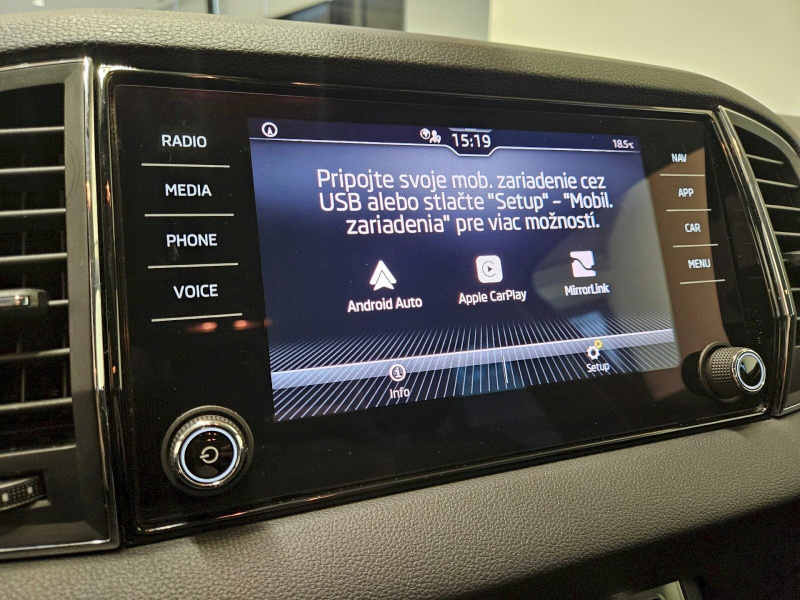 RADIO
MEDIA
PHONE
VOICE
15:19
18.5°C
Pripojte svoje mob. zariadenie cez
USB alebo stlačte "Setup" - "Mobil.
zariadenia" pre viac možností.
Android Auto
Apple CarPlay
MirrorLink
Info
Setup
NAV
APP
CAR
MENU